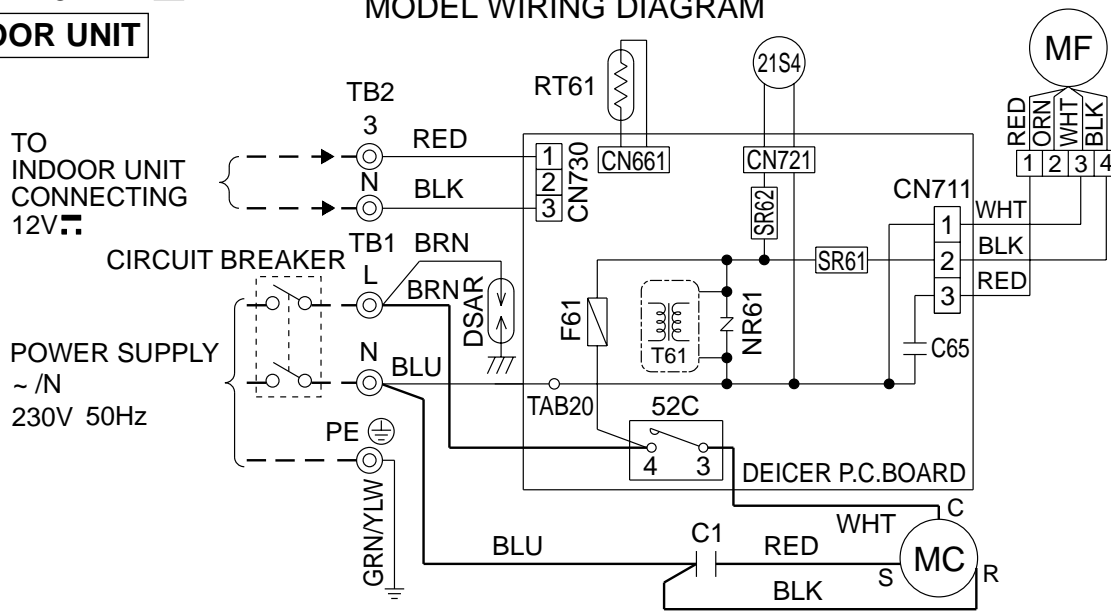 MODEL WIRING DIAGRAM
OOR UNIT
MF
21S4
RT61
TB2
3
RED
RED
ORN
WHT
BLK
1 2 3 4
TO
INDOOR UNIT
CONNECTING
12V
N
BLK
1
2
3
CN730
CN661
CN721
CN711
SR62
WHT
1
BLK
2
RED
3
SR61
TB1
BRN
CIRCUIT BREAKER
L
BRN
DSAR
F61
T61
NR61
C65
POWER SUPPLY
~ /N
230V 50Hz
N
BLU
TAB20
52C
4 3
DEICER P.C.BOARD
PE
GRN/YLW
BLU
C1
RED
WHT
C
MC
S
R
BLK